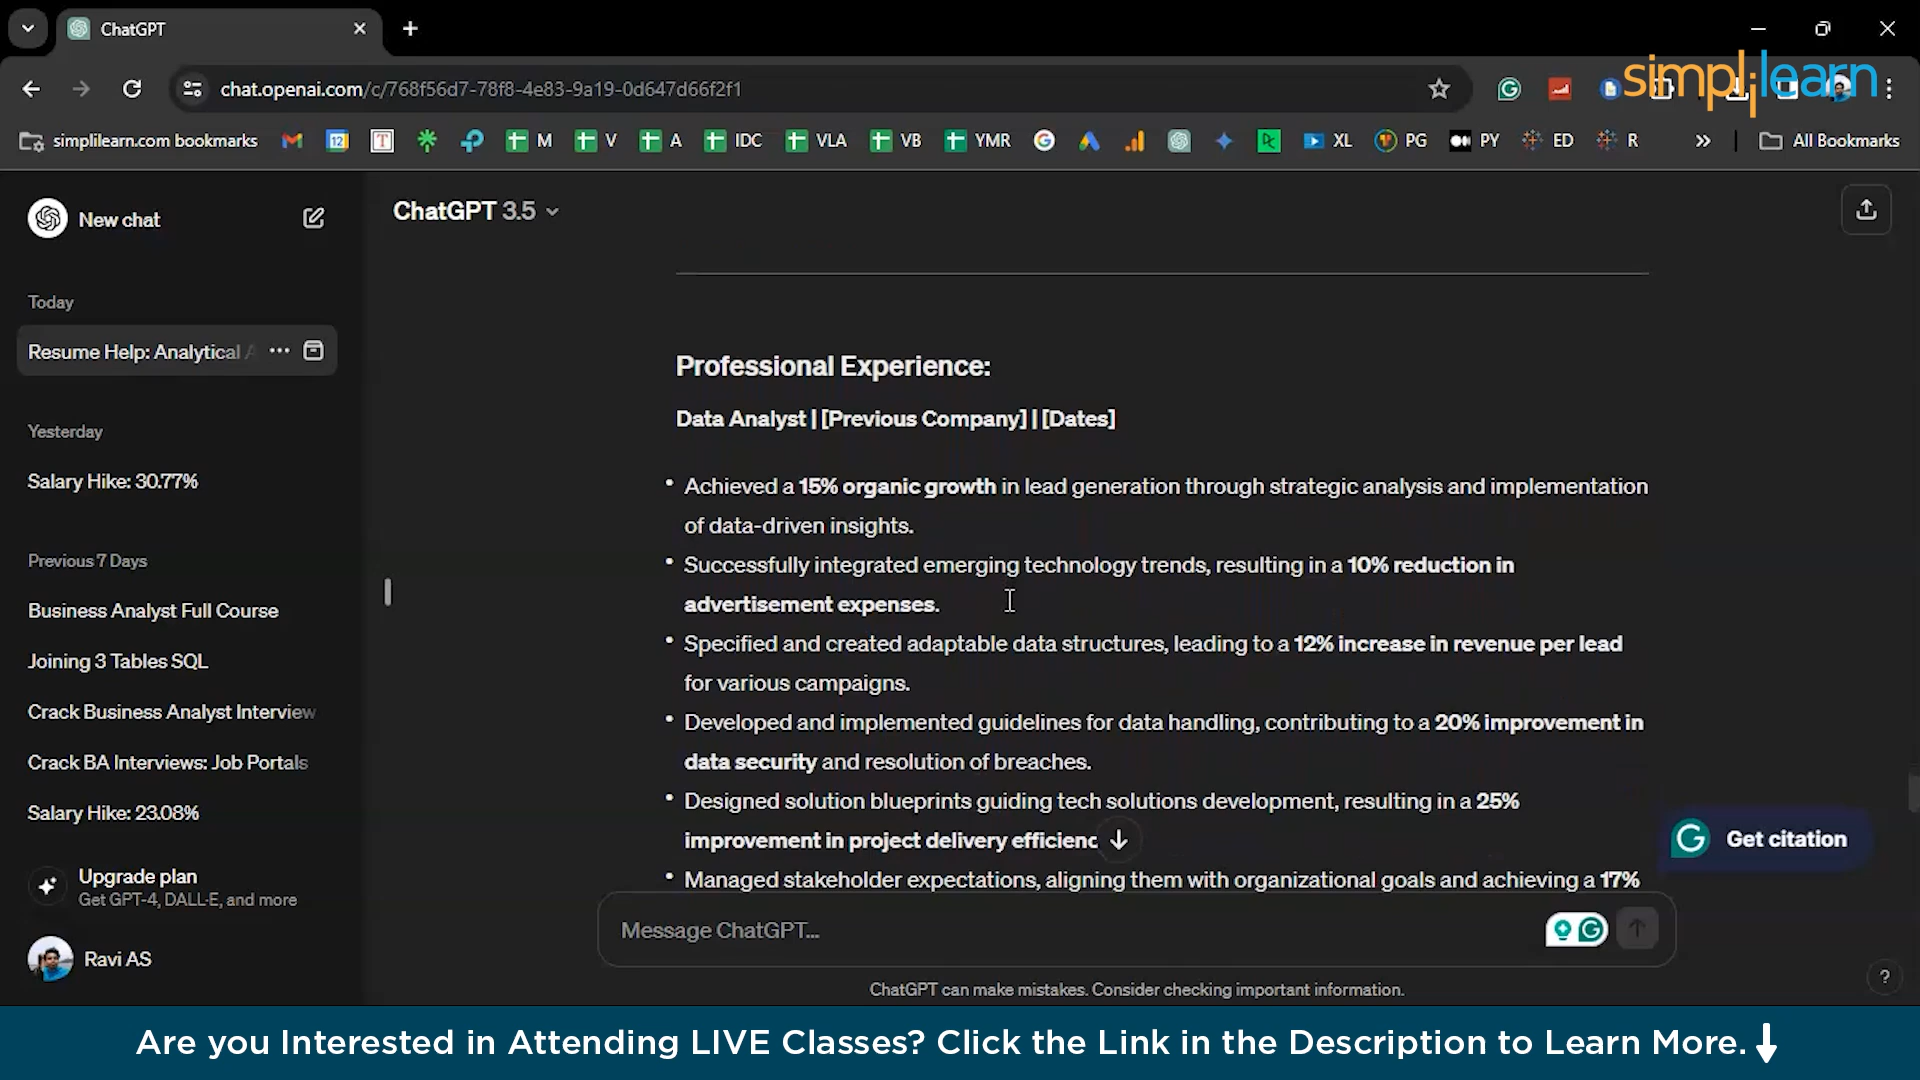 ChatGPT
simplilearn
chat.openai.com/c/768f56d7-78f8-4e83-9a19-0d647d66f2f1
simplilearn.com bookmarks M V A IDC VLA VB YMR XL PG PY ED R » All Bookmarks
New chat
ChatGPT 3.5
Today
Resume Help: Analytical
Yesterday
Salary Hike: 30.77%
Previous 7 Days
Business Analyst Full Course
Joining 3 Tables SQL
Crack Business Analyst Interview
Crack BA Interviews: Job Portals
Salary Hike: 23.08%
Upgrade plan
Get GPT-4, DALL·E, and more
Ravi AS
Professional Experience:
Data Analyst | [Previous Company] | [Dates]
• Achieved a 15% organic growth in lead generation through strategic analysis and implementation
of data-driven insights.
• Successfully integrated emerging technology trends, resulting in a 10% reduction in
advertisement expenses.
• Specified and created adaptable data structures, leading to a 12% increase in revenue per lead
for various campaigns.
• Developed and implemented guidelines for data handling, contributing to a 20% improvement in
data security and resolution of breaches.
• Designed solution blueprints guiding tech solutions development, resulting in a 25%
improvement in project delivery efficienc
• Managed stakeholder expectations, aligning them with organizational goals and achieving a 17%
Get citation
Message ChatGPT...
ChatGPT can make mistakes. Consider checking important information.
?
Are you Interested in Attending LIVE Classes? Click the Link in the Description to Learn More.